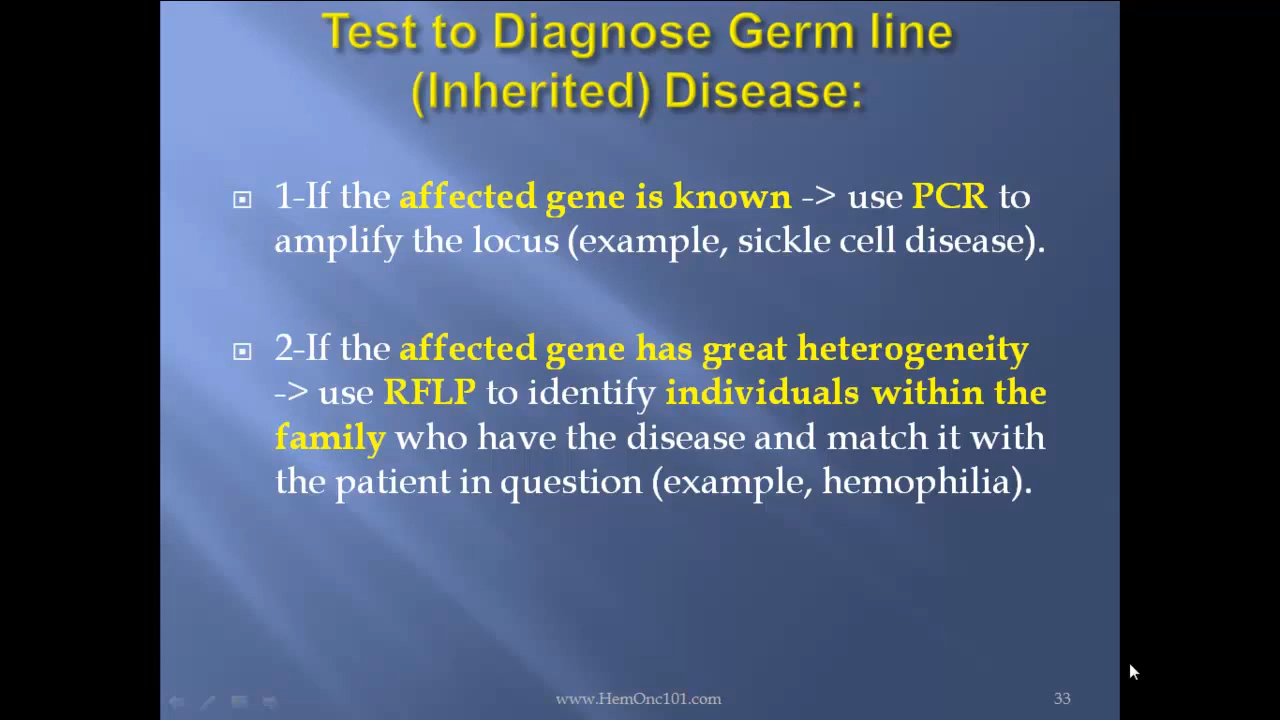 Test to Diagnose Germ line
(Inherited) Disease:
1-If the affected gene is known -> use PCR to
amplify the locus (example, sickle cell disease).
2-If the affected gene has great heterogeneity
-> use RFLP to identify individuals within the
family who have the disease and match it with
the patient in question (example, hemophilia).
www.HemOnc101.com
33